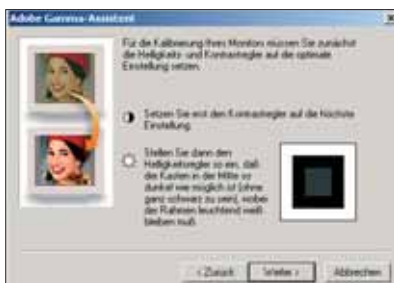 Adobe Gamma-Assistent
Für die Kalibrierung Ihres Monitors müssen Sie zunächst
die Helligkeits- und Kontrastregler auf die optimale
Einstellung setzen.
Setzen Sie erst den Kontrastregler auf die höchste
Einstellung.
Stellen Sie dann den
Helligkeitsregler so ein, daß
der Kasten in der Mitte so
dunkel wie möglich ist (ohne
ganz schwarz zu sein), wobei
der Rahmen leuchtend weiß
bleiben muß.
< Zurück Weiter > Abbrechen